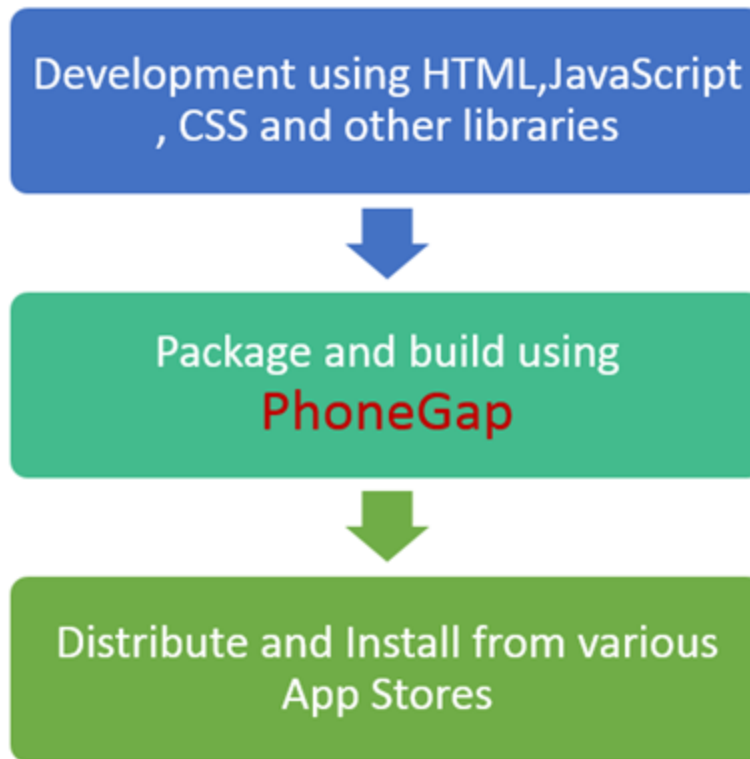 Development using HTML,JavaScript
, CSS and other libraries
Package and build using
PhoneGap
Distribute and Install from various
App Stores